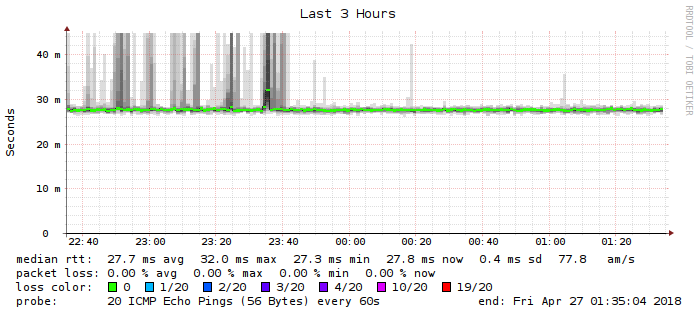 Last 3 Hours
RRDTOOL / TOBI OETIKER
Seconds
40 m
30 m
20 m
10 m
0
22:40 23:00 23:20 23:40 00:00 00:20 00:40 01:00 01:20
median rtt: 27.7 ms avg 32.0 ms max 27.3 ms min 27.8 ms now 0.4 ms sd 77.8 am/s
packet loss: 0.00 % avg 0.00 % max 0.00 % min 0.00 % now
loss color: 0 1/20 2/20 3/20 4/20 10/20 19/20
probe: 20 ICMP Echo Pings (56 Bytes) every 60s end: Fri Apr 27 01:35:04 2018